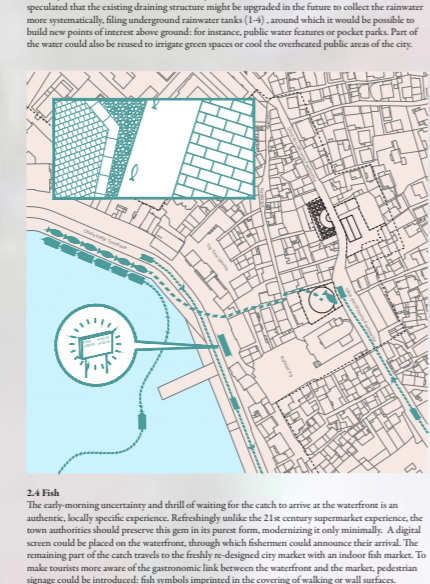 speculated that the existing draining structure might be upgraded in the future to collect the rainwater
more systematically, filing underground rainwater tanks (1-4) , around which it would be possible to
build new points of interest above ground: for instance, public water features or pocket parks. Part of
the water could also be reused to irrigate green spaces or cool the overheated public areas of the city.
2.4 Fish
The early-morning uncertainty and thrill of waiting for the catch to arrive at the waterfront is an
authentic, locally specific experience. Refreshingly unlike the 21st century supermarket experience, the
town authorities should preserve this gem in its purest form, modernizing it only minimally. A digital
screen could be placed on the waterfront, through which fishermen could announce their arrival. The
remaining part of the catch travels to the freshly re-designed city market with an indoor fish market. To
make tourists more aware of the gastronomic link between the waterfront and the market, pedestrian
signage could be introduced: fish symbols imprinted in the covering of walking or wall surfaces.